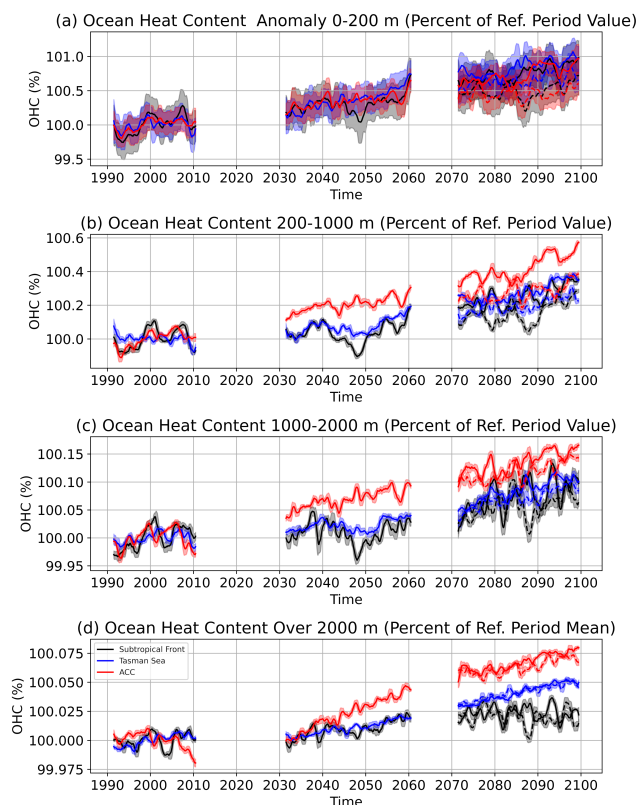 (a) Ocean Heat Content  Anomaly 0-200 m (Percent of Ref. Period Value)
OHC (%)
101.0
100.5
100.0
99.5
1990 2000 2010 2020 2030 2040 2050 2060 2070 2080 2090 2100
Time
(b) Ocean Heat Content 200-1000 m (Percent of Ref. Period Value)
OHC (%)
100.6
100.4
100.2
100.0
1990 2000 2010 2020 2030 2040 2050 2060 2070 2080 2090 2100
Time
(c) Ocean Heat Content 1000-2000 m (Percent of Ref. Period Value)
OHC (%)
100.15
100.10
100.05
100.00
99.95
1990 2000 2010 2020 2030 2040 2050 2060 2070 2080 2090 2100
Time
(d) Ocean Heat Content Over 2000 m (Percent of Ref. Period Mean)
OHC (%)
100.075
100.050
100.025
100.000
99.975
Subtropical Front
Tasman Sea
ACC
1990 2000 2010 2020 2030 2040 2050 2060 2070 2080 2090 2100
Time